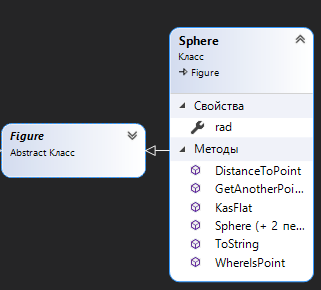 Sphere
Класс
Figure
Свойства
rad
Методы
DistanceToPoint
GetAnotherPoi...
KasFlat
Sphere (+ 2 пе...
ToString
WhereIsPoint
Figure
Abstract Класс